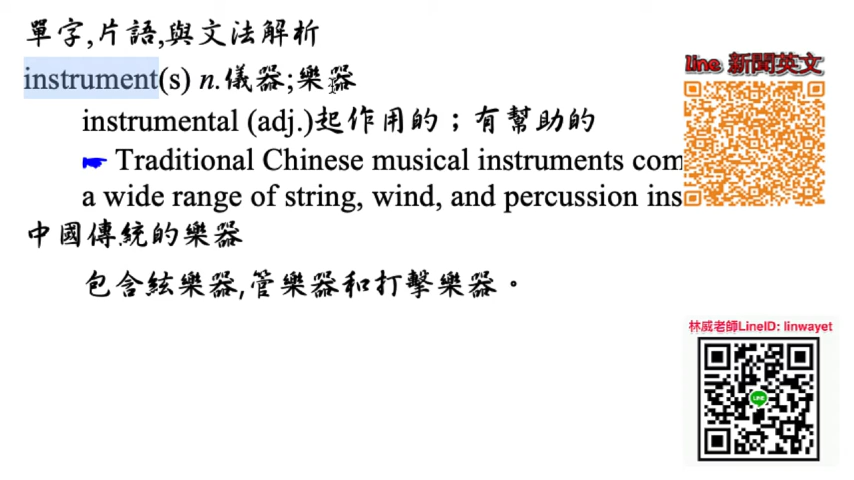 單字,片語,與文法解析
instrument(s) n.儀器;樂器
instrumental (adj.)起作用的；有幫助的
☛ Traditional Chinese musical instruments com
a wide range of string, wind, and percussion ins
中國傳統的樂器
包含絃樂器,管樂器和打擊樂器。
line 新聞英文
林威老師LineID: linwayet
LINE